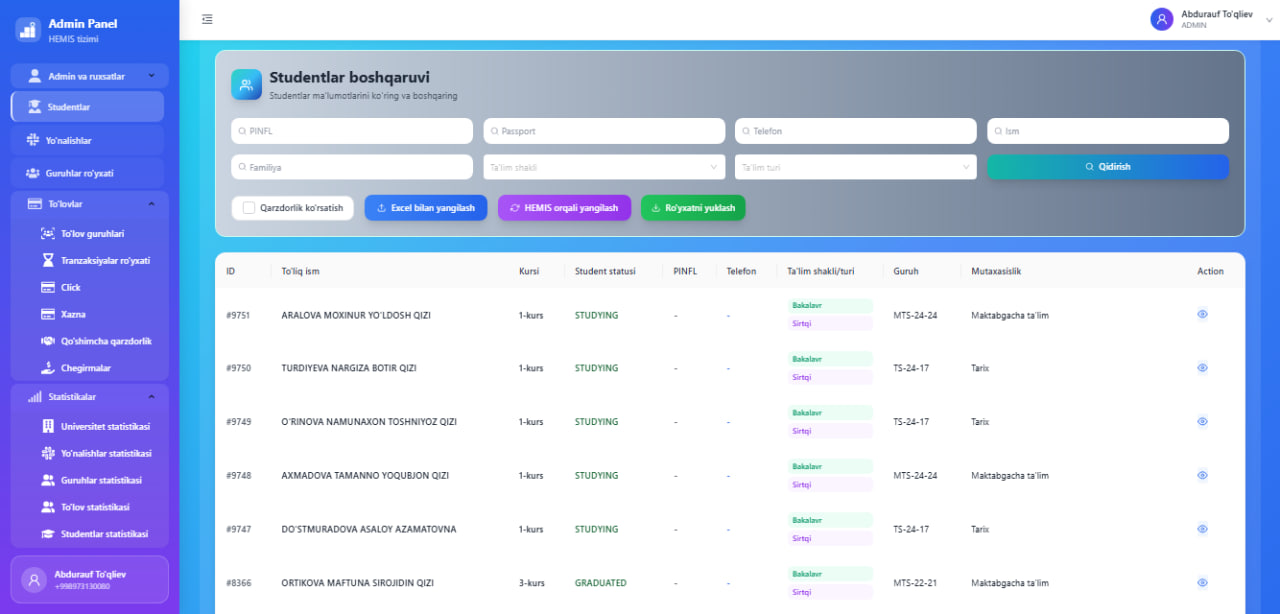 Admin Panel
HEMIS tizimi
Admin va ruxsatlar
Studentlar
Yo'nalishlar
Guruhlar ro'yxati
To'lovlar
To'lov guruhlari
Tranzaksiyalar ro'yxati
Click
Xazna
Qo'shimcha qarzdorlik
Chegirmalar
Statistikalar
Universitet statistikasi
Yo'nalishlar statistikasi
Guruhlar statistikasi
To'lov statistikasi
Studentlar statistikasi
Abdurauf To'qliev
+998973130080
Abdurauf To'qliev
ADMIN
Studentlar boshqaruvi
Studentlar ma'lumotlarini ko'ring va boshqaring
PINFL Passport Telefon Ism
Familiya Ta'lim shakli Ta'lim turi Qidirish
Qarzdorlik ko'rsatish Excel bilan yangilash HEMIS orqali yangilash Ro'yxatni yuklash
ID To'liq ism Kursi Student statusi PINFL Telefon Ta'lim shakli/turi Guruh Mutaxasislik Action
#9751 ARALOVA MOXINUR YO'LDOSH QIZI 1-kurs STUDYING - - Bakalavr Sirtqi MTS-24-24 Maktabgacha ta'lim
#9750 TURDIYEVA NARGIZA BOTIR QIZI 1-kurs STUDYING - - Bakalavr Sirtqi TS-24-17 Tarix
#9749 O'RINOVA NAMUNAXON TOSHNIYOZ QIZI 1-kurs STUDYING - - Bakalavr Sirtqi TS-24-17 Tarix
#9748 AXMADOVA TAMANNO YOQUBJON QIZI 1-kurs STUDYING - - Bakalavr Sirtqi MTS-24-24 Maktabgacha ta'lim
#9747 DO'STMURADOVA ASALOY AZAMATOVNA 1-kurs STUDYING - - Bakalavr Sirtqi TS-24-17 Tarix
#8366 ORTIKOVA MAFTUNA SIROJIDIN QIZI 3-kurs GRADUATED - - Bakalavr Sirtqi MTS-22-21 Maktabgacha ta'lim